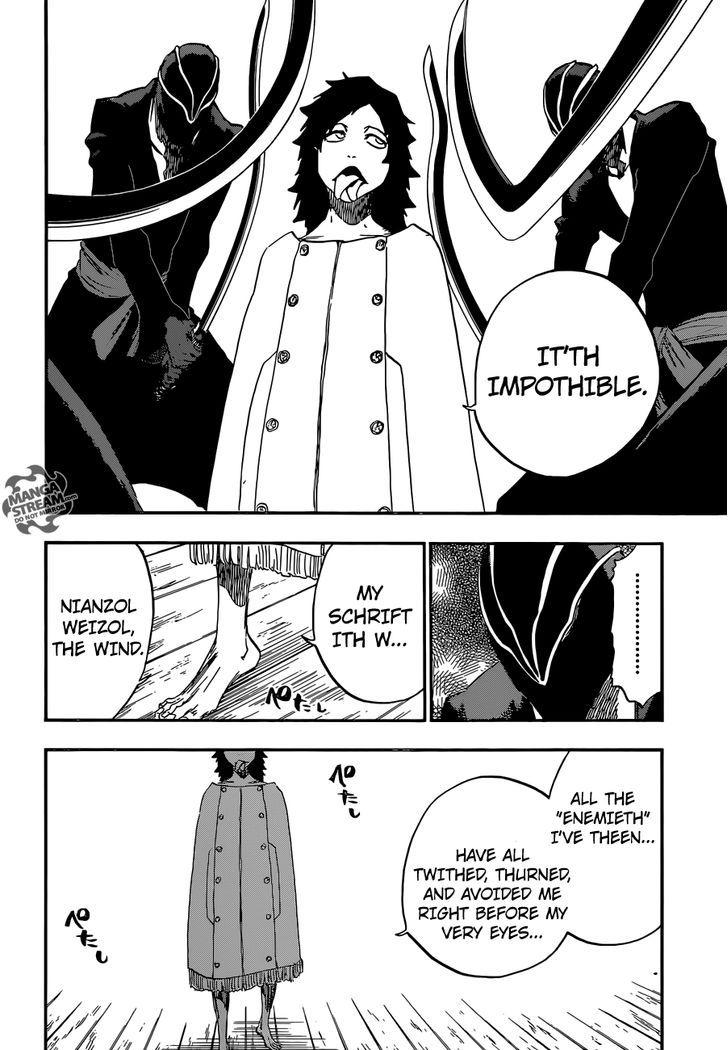 IT'TH
IMPOTHIBLE.
MANGA
STREAM.com
DO NOT MIRROR
.........
MY
SCHRIFT
ITH W...
NIANZOL
WEIZOL,
THE WIND.
ぺたし
ALL THE
"ENEMIETH"
I'VE THEEN...
HAVE ALL
TWITHED, THURNED,
AND AVOIDED ME
RIGHT BEFORE MY
VERY EYES...
ぺたし
ぺたし